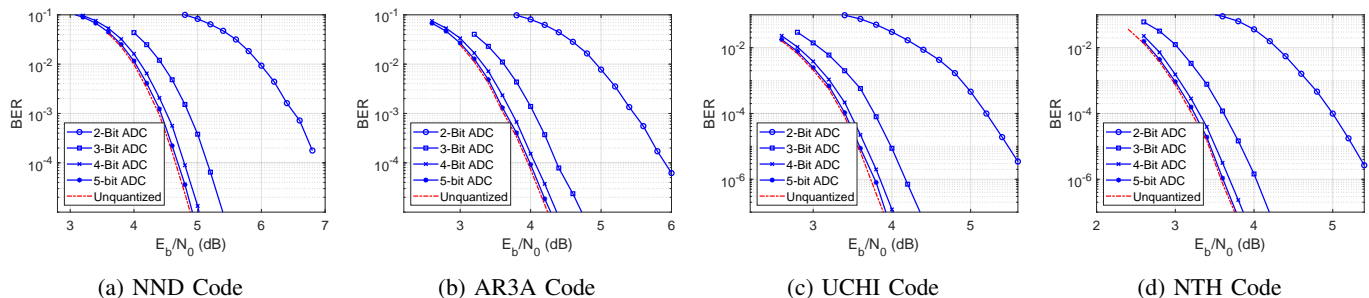 10^-1
10^-2
10^-3
10^-4
BER
2-Bit ADC
3-Bit ADC
4-Bit ADC
5-bit ADC
Unquantized
3 4 5 6 7
E_b/N_0 (dB)
(a) NND Code
10^-1
10^-2
10^-3
10^-4
BER
2-Bit ADC
3-Bit ADC
4-Bit ADC
5-bit ADC
Unquantized
3 4 5 6
E_b/N_0 (dB)
(b) AR3A Code
10^-2
10^-4
10^-6
BER
2-Bit ADC
3-Bit ADC
4-Bit ADC
5-bit ADC
Unquantized
3 4 5
E_b/N_0 (dB)
(c) UCHI Code
10^-2
10^-4
10^-6
BER
2-Bit ADC
3-Bit ADC
4-Bit ADC
5-bit ADC
Unquantized
2 3 4 5
E_b/N_0 (dB)
(d) NTH Code